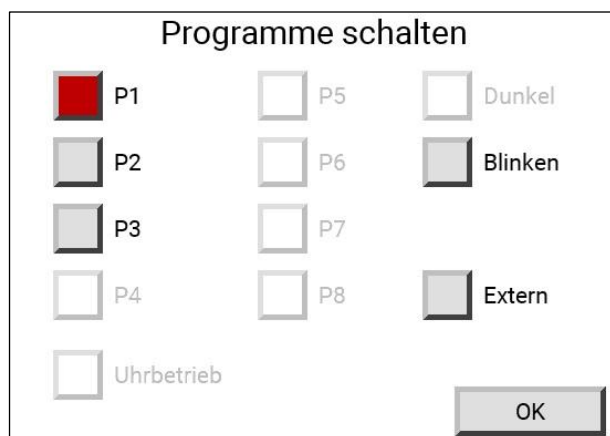 Programme schalten
P1 P5 Dunkel
P2 P6 Blinken
P3 P7
P4 P8 Extern
Uhrbetrieb
OK